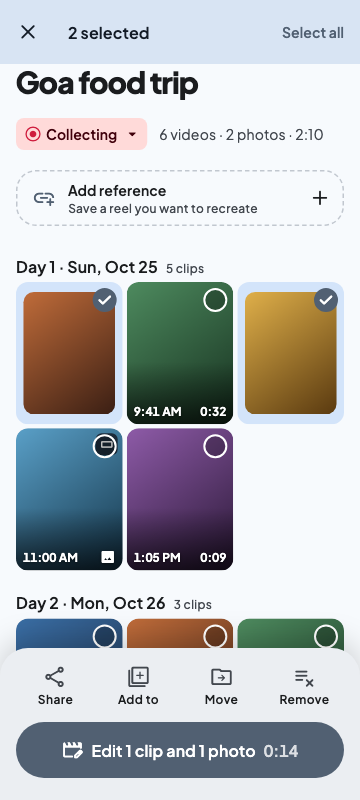 2 selected
Select all
Goa food trip
Collecting
6 videos · 2 photos · 2:10
Add reference
Save a reel you want to recreate
Day 1 · Sun, Oct 25 5 clips
9:41 AM 0:32
11:00 AM
1:05 PM 0:09
Day 2 · Mon, Oct 26 3 clips
Share
Add to
Move
Remove
Edit 1 clip and 1 photo 0:14